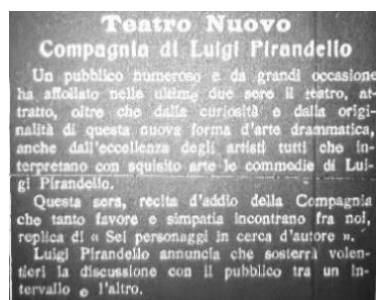 Teatro Nuovo
Compagnia di Luigi Pirandello
Un pubblico numeroso e da grandi occasione
ha affollato nelle ultime due sere il teatro, at-
tratto, oltre che dalla curiosità e dalla origi-
nalità di questa nuova forma d'arte drammatica,
anche dall'eccellenza degli artisti tutti che in-
terpretano con squisito arte le commedie di Lui-
gi Pirandello.
Questa sera, recita d'addio della Compagnia
che tanto favore e simpatia incontrano fra noi,
replica di « Sei personaggi in cerca d'autore ».
Luigi Pirandello annuncia che sosterrà volen-
tieri la discussione con il pubblico tra un in-
tervallo e l'altro.